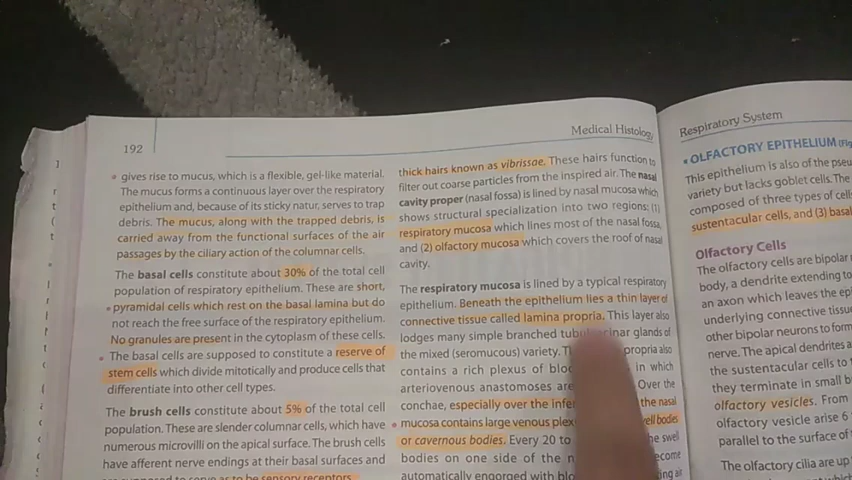 192
Medical Histology
gives rise to mucus, which is a flexible, gel-like material.
The mucus forms a continuous layer over the respiratory
epithelium and, because of its sticky natur, serves to trap
debris. The mucus, along with the trapped debris, is
carried away from the functional surfaces of the air
passages by the ciliary action of the columnar cells.
The basal cells constitute about 30% of the total cell
population of respiratory epithelium. These are short,
pyramidal cells which rest on the basal lamina but do
not reach the free surface of the respiratory epithelium.
No granules are present in the cytoplasm of these cells.
The basal cells are supposed to constitute a reserve of
stem cells which divide mitotically and produce cells that
differentiate into other cell types.
The brush cells constitute about 5% of the total cell
population. These are slender columnar cells, which have
numerous microvilli on the apical surface. The brush cells
have afferent nerve endings at their basal surfaces and
to be sensory receptors
thick hairs known as vibrissae. These hairs function to
filter out coarse particles from the inspired air. The nasal
cavity proper (nasal fossa) is lined by nasal mucosa which
shows structural specialization into two regions: (1)
respiratory mucosa which lines most of the nasal fossa,
and (2) olfactory mucosa which covers the roof of nasal
cavity.
The respiratory mucosa is lined by a typical respiratory
epithelium. Beneath the epithelium lies a thin layer of
connective tissue called lamina propria. This layer also
lodges many simple branched glands of
the mixed (seromucous) variety. propria also
contains a rich plexus of in which
arteriovenous anastomoses are Over the
conchae, especially over the the nasal
mucosa contains large venous bodies
or cavernous bodies. Every 20 to the swell
bodies on one side of the
automatically engorged with air
Respiratory System
OLFACTORY EPITHELIUM
This epithelium is also of the
variety but lacks goblet cells. The
composed of three types of
sustentacular cells, and (3)
Olfactory Cells
The olfactory cells are bipolar
body, a dendrite extending to
an axon which leaves the
underlying connective
other bipolar neurons to
nerve. The apical dendrites
the sustentacular cells to
they terminate in small
olfactory vesicles. From
olfactory vesicle arise 6
parallel to the surface of
The olfactory cilia are up